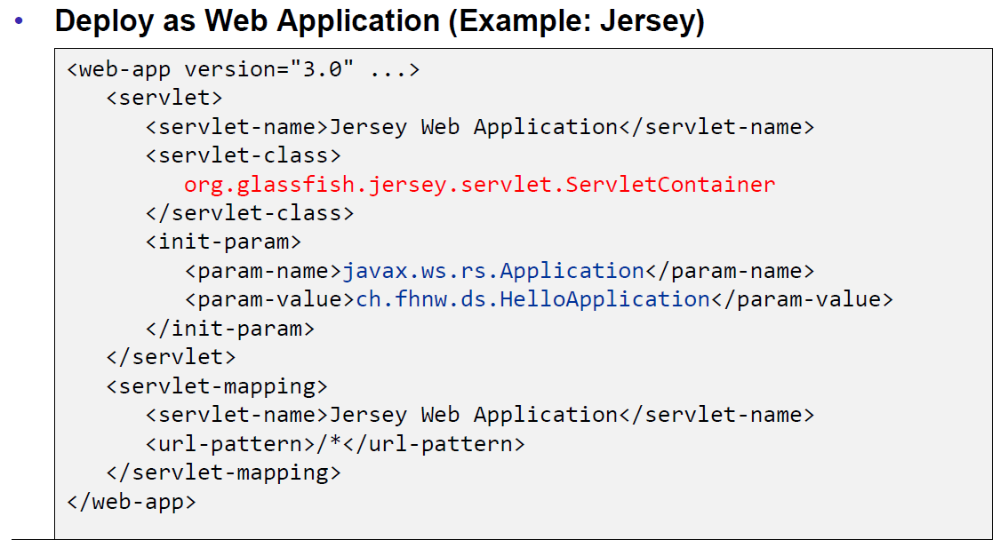 • Deploy as Web Application (Example: Jersey)
<web-app version="3.0" ...>
   <servlet>
      <servlet-name>Jersey Web Application</servlet-name>
      <servlet-class>
         org.glassfish.jersey.servlet.ServletContainer
      </servlet-class>
      <init-param>
         <param-name>javax.ws.rs.Application</param-name>
         <param-value>ch.fhnw.ds.HelloApplication</param-value>
      </init-param>
   </servlet>
   <servlet-mapping>
      <servlet-name>Jersey Web Application</servlet-name>
      <url-pattern>/*</url-pattern>
   </servlet-mapping>
</web-app>